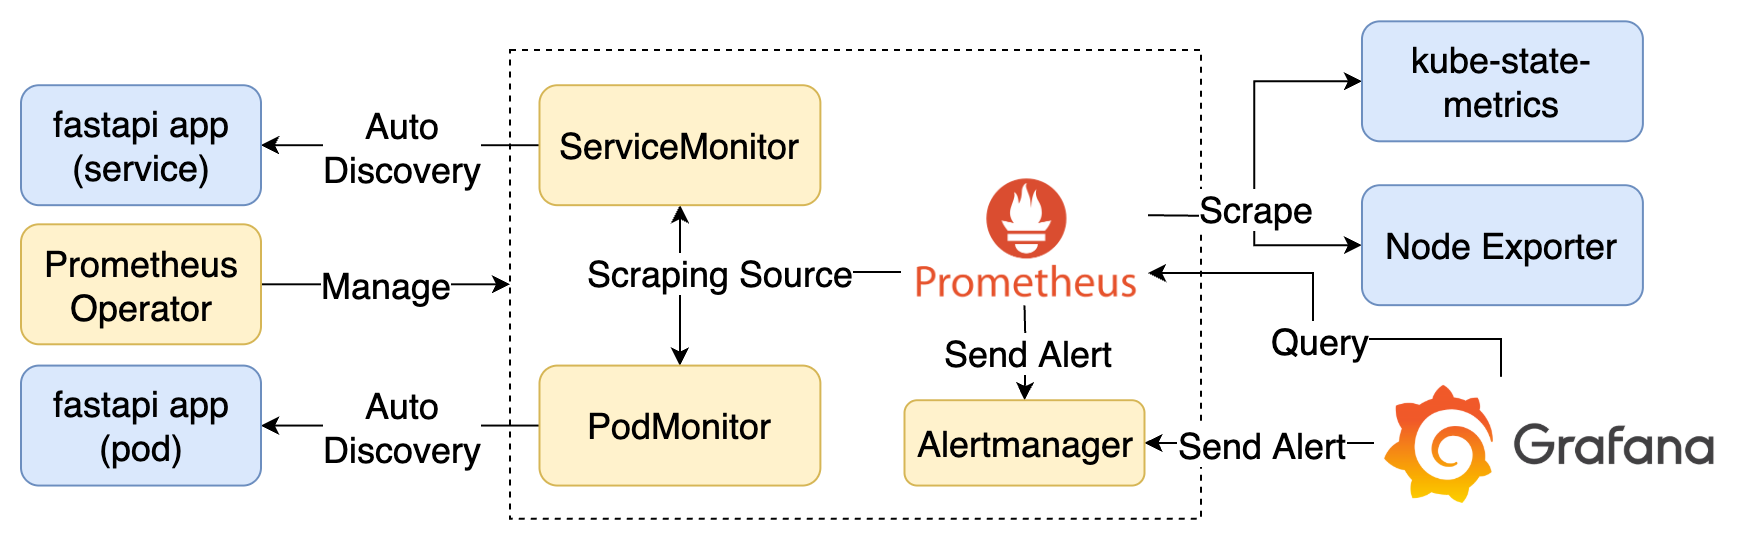 fastapi app
(service)
Auto
Discovery
ServiceMonitor
Prometheus
Operator
Manage
Scraping Source
fastapi app
(pod)
Auto
Discovery
PodMonitor
Prometheus
Send Alert
Alertmanager
Scrape
kube-state-
metrics
Node Exporter
Query
Send Alert
Grafana